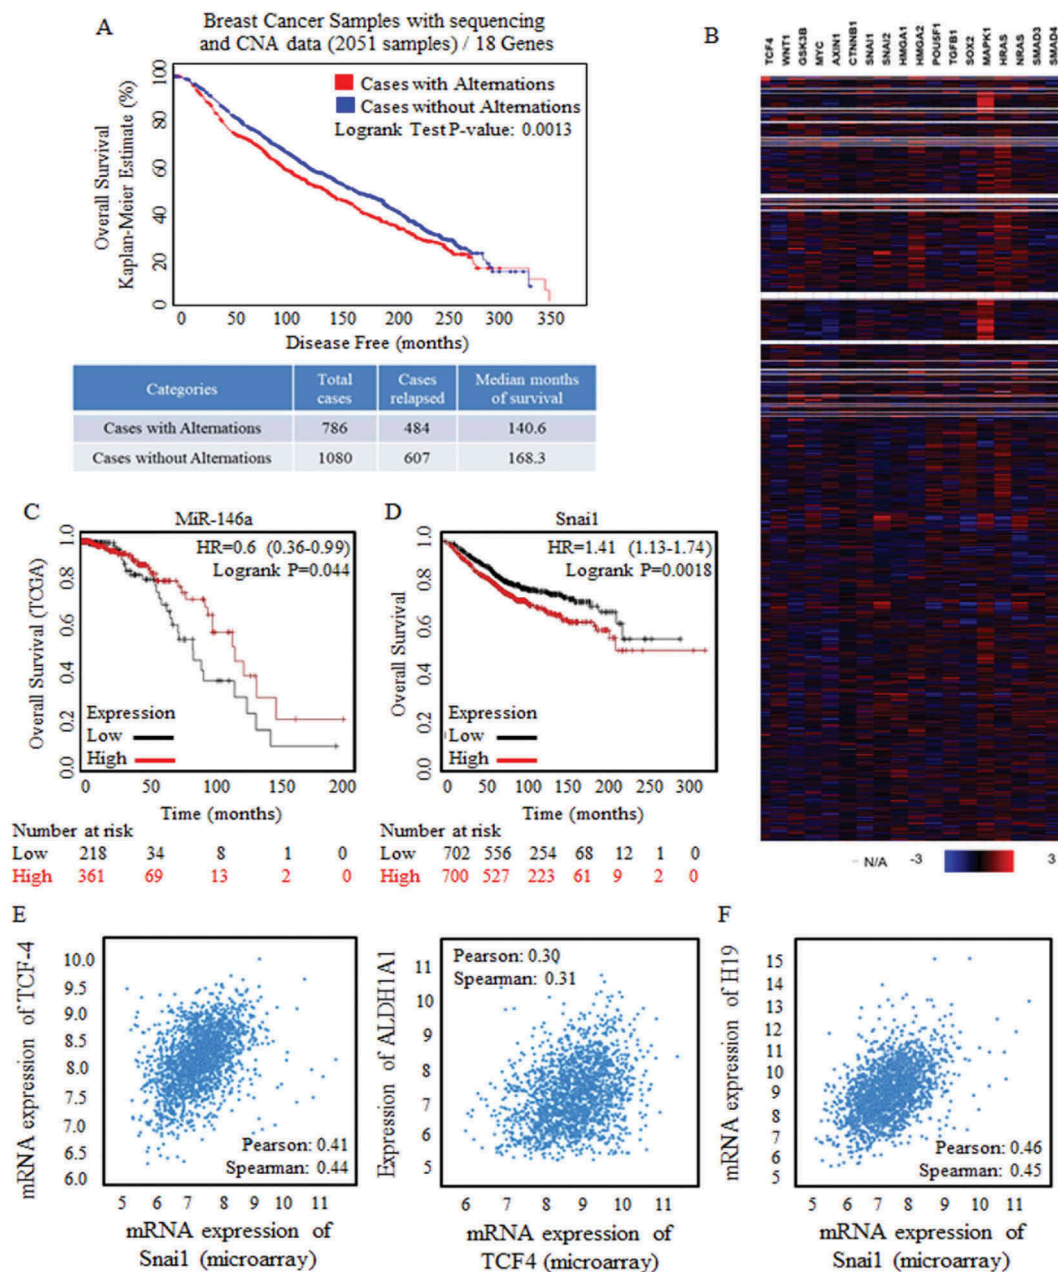 A
Breast Cancer Samples with sequencing
and CNA data (2051 samples) / 18 Genes
Overall Survival
Kaplan-Meier Estimate (%)
100
80
60
40
20
0
Cases with Alternations
Cases without Alternations
Logrank Test P-value: 0.0013
0 50 100 150 200 250 300 350
Disease Free (months)
Categories Total cases Cases relapsed Median months of survival
Cases with Alternations 786 484 140.6
Cases without Alternations 1080 607 168.3
B
TCF4 WNT1 GSK3B MYC AXIN1 CTNNB1 SNAI1 SNAI2 HMGA1 HMGA2 POU5F1 TGFB1 SOX2 MAPK1 HRAS NRAS SMAD3 SMAD4
N/A -3 3
C
MiR-146a
HR=0.6 (0.36-0.99)
Logrank P=0.044
Overall Survival (TCGA)
1.0
0.8
0.6
0.4
0.2
0.0
Expression
Low
High
0 50 100 150 200
Time (months)
Number at risk
Low 218 34 8 1 0
High 361 69 13 2 0
D
Snai1
HR=1.41 (1.13-1.74)
Logrank P=0.0018
Overall Survival
1.0
0.8
0.6
0.4
0.2
0.0
Expression
Low
High
0 50 100 150 200 250 300
Time (months)
Number at risk
Low 702 556 254 68 12 1 0
High 700 527 223 61 9 2 0
E
mRNA expression of TCF-4
10.0
9.5
9.0
8.5
8.0
7.5
7.0
6.5
6.0
Pearson: 0.41
Spearman: 0.44
5 6 7 8 9 10 11
mRNA expression of
Snai1 (microarray)
Expression of ALDH1A1
11
10
9
8
7
6
5
Pearson: 0.30
Spearman: 0.31
6 7 8 9 10 11
mRNA expression of
TCF4 (microarray)
F
mRNA expression of H19
15
14
13
12
11
10
9
8
7
6
5
Pearson: 0.46
Spearman: 0.45
5 6 7 8 9 10 11
mRNA expression of
Snai1 (microarray)